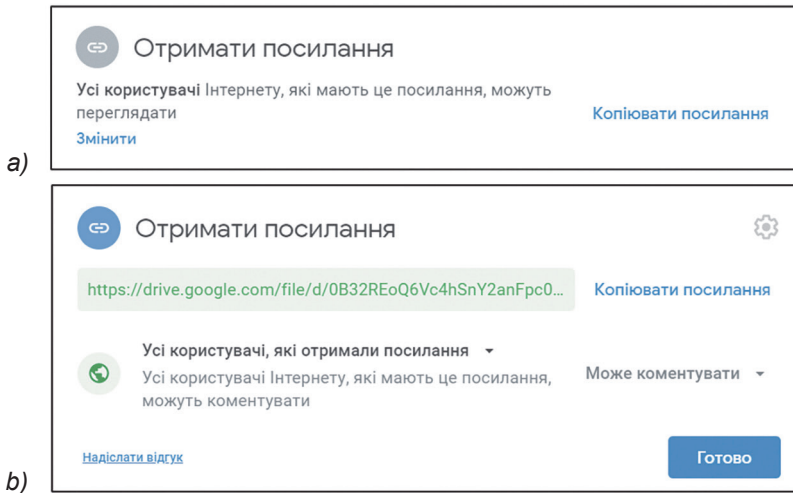 Отримати посилання
Усі користувачі Інтернету, які мають це посилання, можуть
переглядати
Копіювати посилання
Змінити
a)
Отримати посилання
https://drive.google.com/file/d/0B32REoQ6Vc4hSnY2anFpc0...
Копіювати посилання
Усі користувачі, які отримали посилання
Усі користувачі Інтернету, які мають це посилання,
можуть коментувати
Може коментувати
Надіслати відгук
Готово
b)